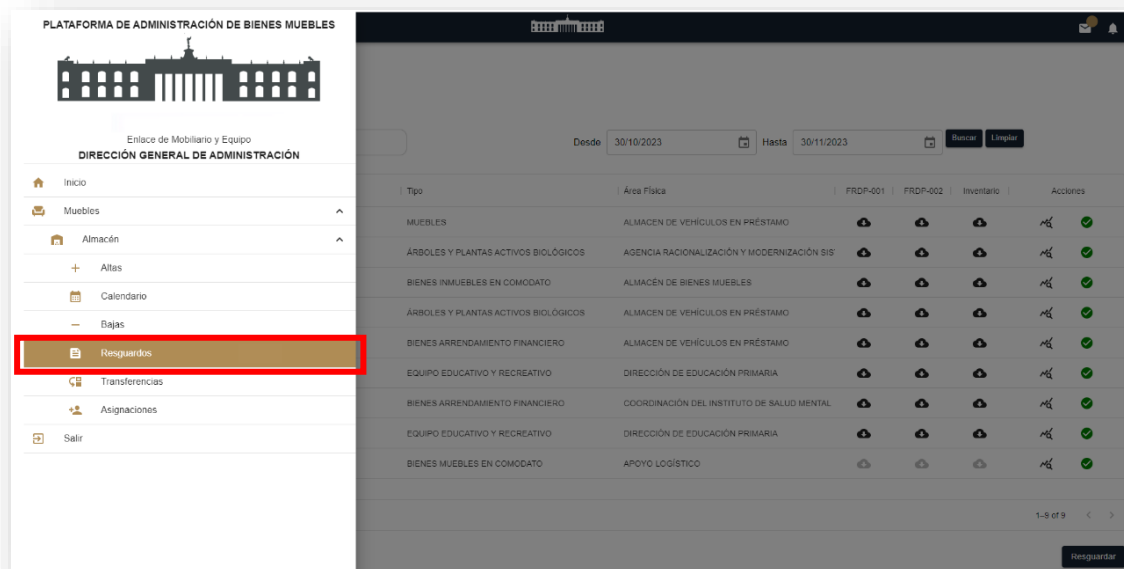 PLATAFORMA DE ADMINISTRACIÓN DE BIENES MUEBLES
Enlace de Mobiliario y Equipo
DIRECCIÓN GENERAL DE ADMINISTRACIÓN
Inicio
Muebles
Almacén
Altas
Calendario
Bajas
Resguardos
Transferencias
Asignaciones
Salir
Desde 30/10/2023 Hasta 30/11/2023 Buscar Limpiar
Tipo Área Física FRDP-001 FRDP-002 Inventario Acciones
MUEBLES ALMACEN DE VEHÍCULOS EN PRÉSTAMO
ÁRBOLES Y PLANTAS ACTIVOS BIOLÓGICOS AGENCIA RACIONALIZACIÓN Y MODERNIZACIÓN SIS
BIENES INMUEBLES EN COMODATO ALMACÉN DE BIENES MUEBLES
ÁRBOLES Y PLANTAS ACTIVOS BIOLÓGICOS ALMACEN DE VEHÍCULOS EN PRÉSTAMO
BIENES ARRENDAMIENTO FINANCIERO ALMACEN DE VEHÍCULOS EN PRÉSTAMO
EQUIPO EDUCATIVO Y RECREATIVO DIRECCIÓN DE EDUCACIÓN PRIMARIA
BIENES ARRENDAMIENTO FINANCIERO COORDINACIÓN DEL INSTITUTO DE SALUD MENTAL
EQUIPO EDUCATIVO Y RECREATIVO DIRECCIÓN DE EDUCACIÓN PRIMARIA
BIENES MUEBLES EN COMODATO APOYO LOGÍSTICO
1–9 of 9
Resguardar